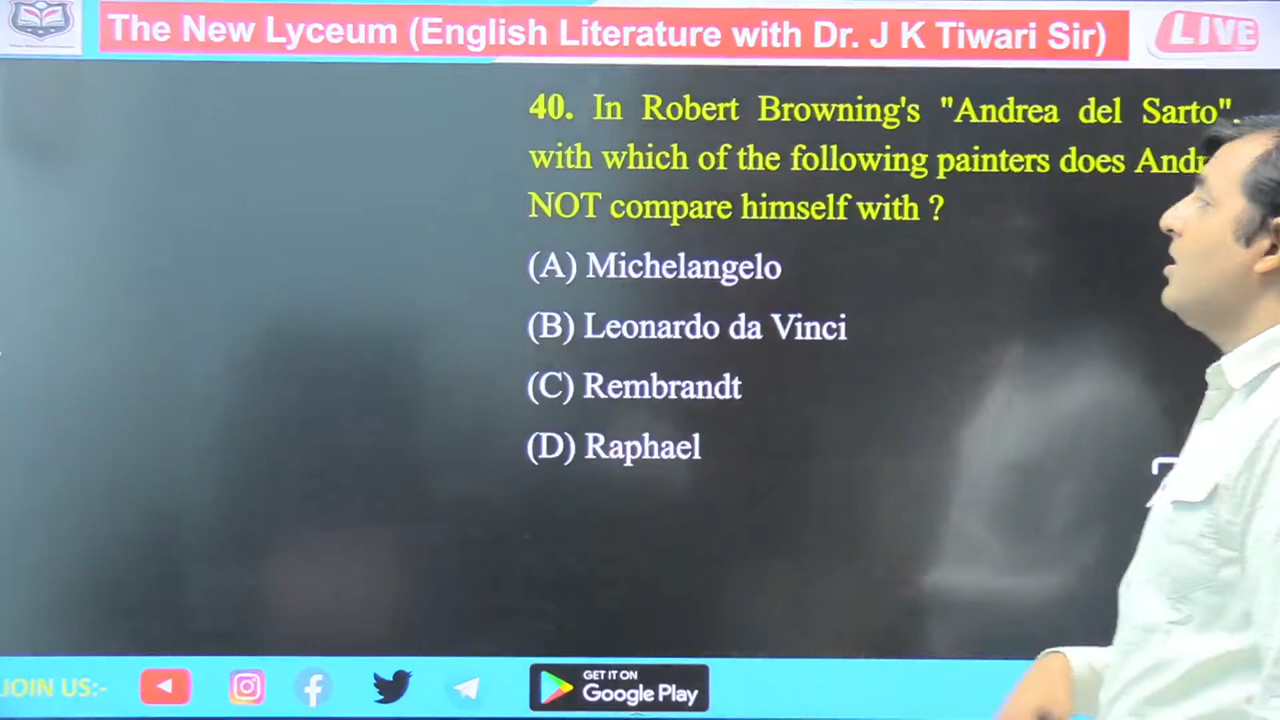 The New Lyceum (English Literature with Dr. J K Tiwari Sir)
LIVE
40. In Robert Browning's "Andrea del Sarto",
with which of the following painters does
NOT compare himself with ?
(A) Michelangelo
(B) Leonardo da Vinci
(C) Rembrandt
(D) Raphael
JOIN US:-
GET IT ON
Google Play